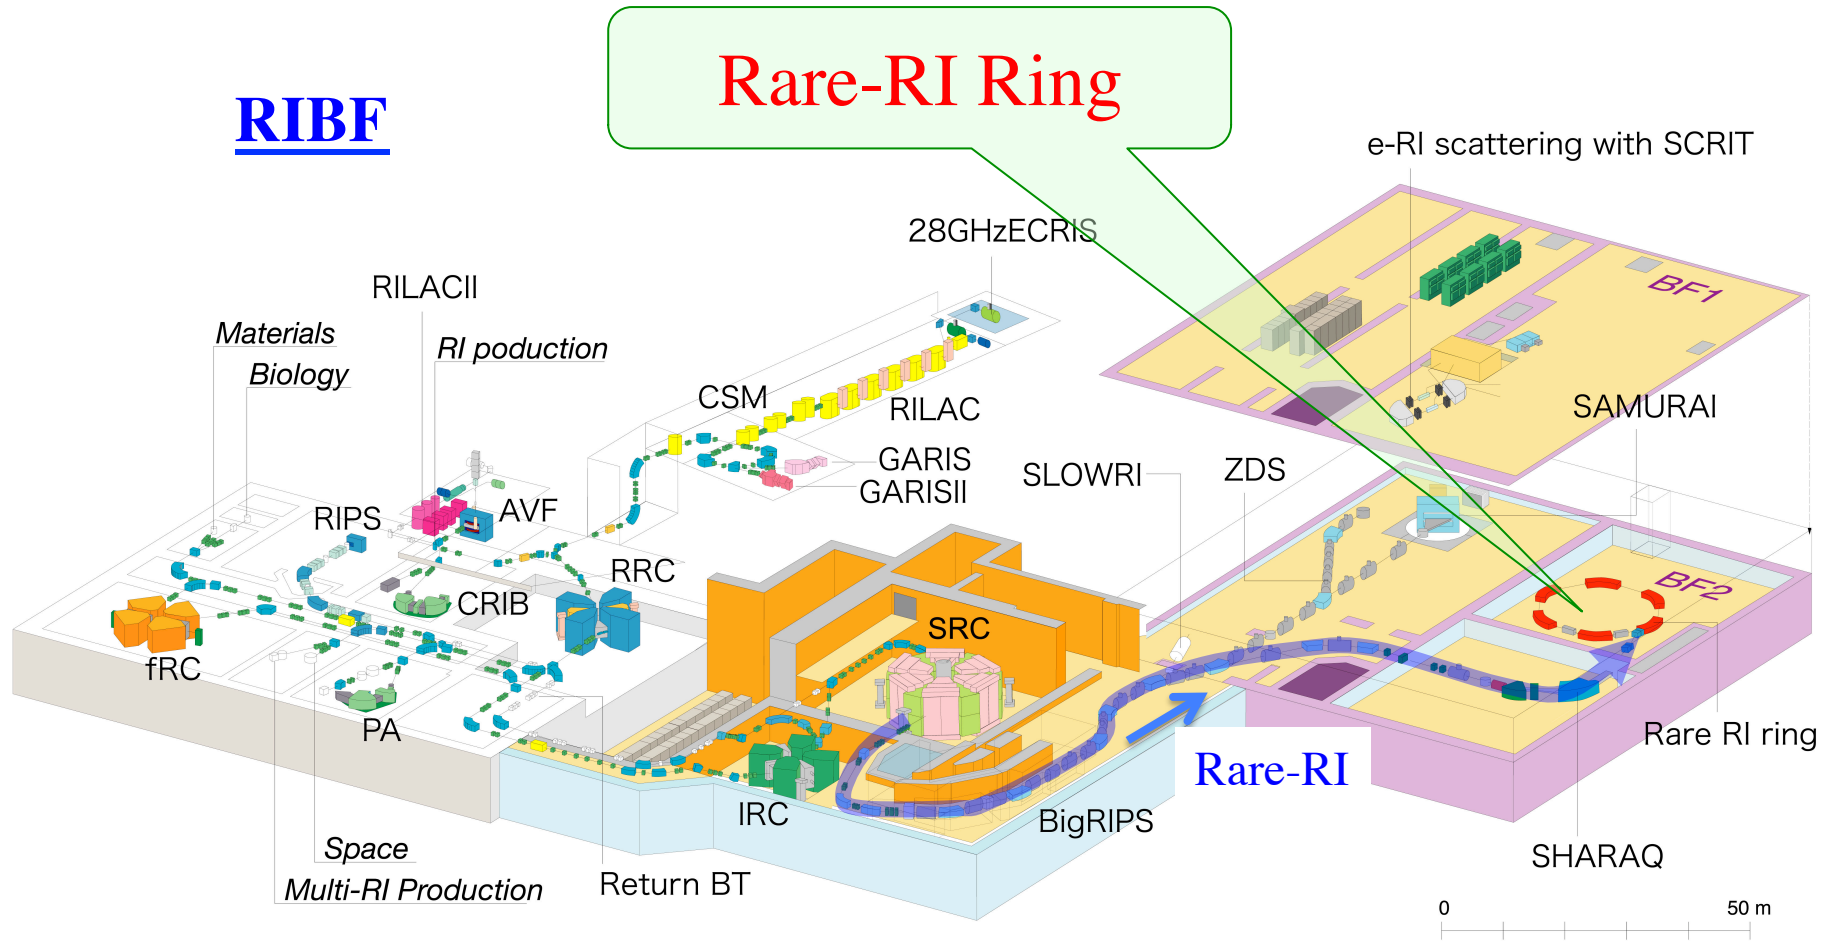 Rare-RI Ring
RIBF
e-RI scattering with SCRIT
28GHzECRIS
RILACII
BF1
Materials
RI poduction
Biology
CSM
RILAC
SAMURAI
GARIS
SLOWRI
ZDS
GARISII
RIPS
AVF
RRC
BF2
CRIB
SRC
fRC
PA
Rare RI ring
Rare-RI
IRC
BigRIPS
Space
SHARAQ
Multi-RI Production
Return BT
0
50 m